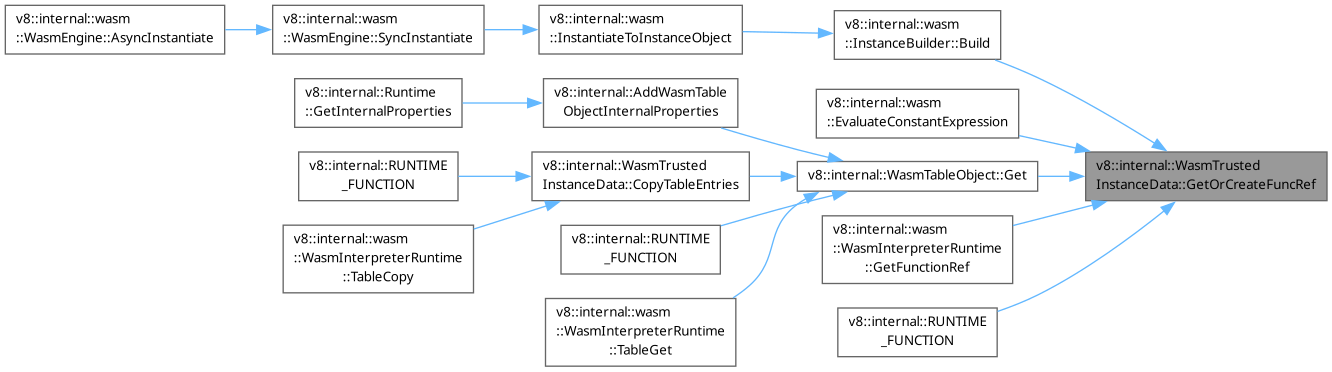 v8::internal::wasm
::WasmEngine::AsyncInstantiate
v8::internal::wasm
::WasmEngine::SyncInstantiate
v8::internal::wasm
::InstantiateToInstanceObject
v8::internal::wasm
::InstanceBuilder::Build
v8::internal::Runtime
::GetInternalProperties
v8::internal::AddWasmTable
ObjectInternalProperties
v8::internal::wasm
::EvaluateConstantExpression
v8::internal::RUNTIME
_FUNCTION
v8::internal::WasmTrusted
InstanceData::CopyTableEntries
v8::internal::WasmTableObject::Get
v8::internal::WasmTrusted
InstanceData::GetOrCreateFuncRef
v8::internal::wasm
::WasmInterpreterRuntime
::TableCopy
v8::internal::RUNTIME
_FUNCTION
v8::internal::wasm
::WasmInterpreterRuntime
::GetFunctionRef
v8::internal::wasm
::WasmInterpreterRuntime
::TableGet
v8::internal::RUNTIME
_FUNCTION